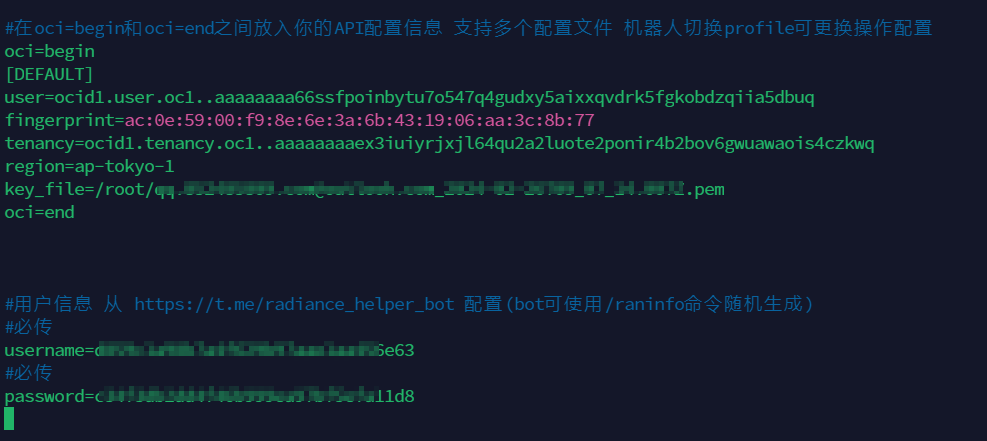 #在oci=begin和oci=end之间放入你的API配置信息 支持多个配置文件 机器人切换profile可更换操作配置
oci=begin
[DEFAULT]
user=ocid1.user.oc1..aaaaaaaa66ssfpoinbytu7o547q4gudxy5aixxqvdrk5fgkobdzqiia5dbuq
fingerprint=ac:0e:59:00:f9:8e:6e:3a:6b:43:19:06:aa:3c:8b:77
tenancy=ocid1.tenancy.oc1..aaaaaaaaex3iuiyrjxjl64qu2a2luote2ponir4b2bov6gwuawaois4czkwq
region=ap-tokyo-1
key_file=/root/ .pem
oci=end
#用户信息 从 https://t.me/radiance_helper_bot 配置(bot可使用/raninfo命令随机生成)
#必传
username= 6e63
#必传
password= 11d8